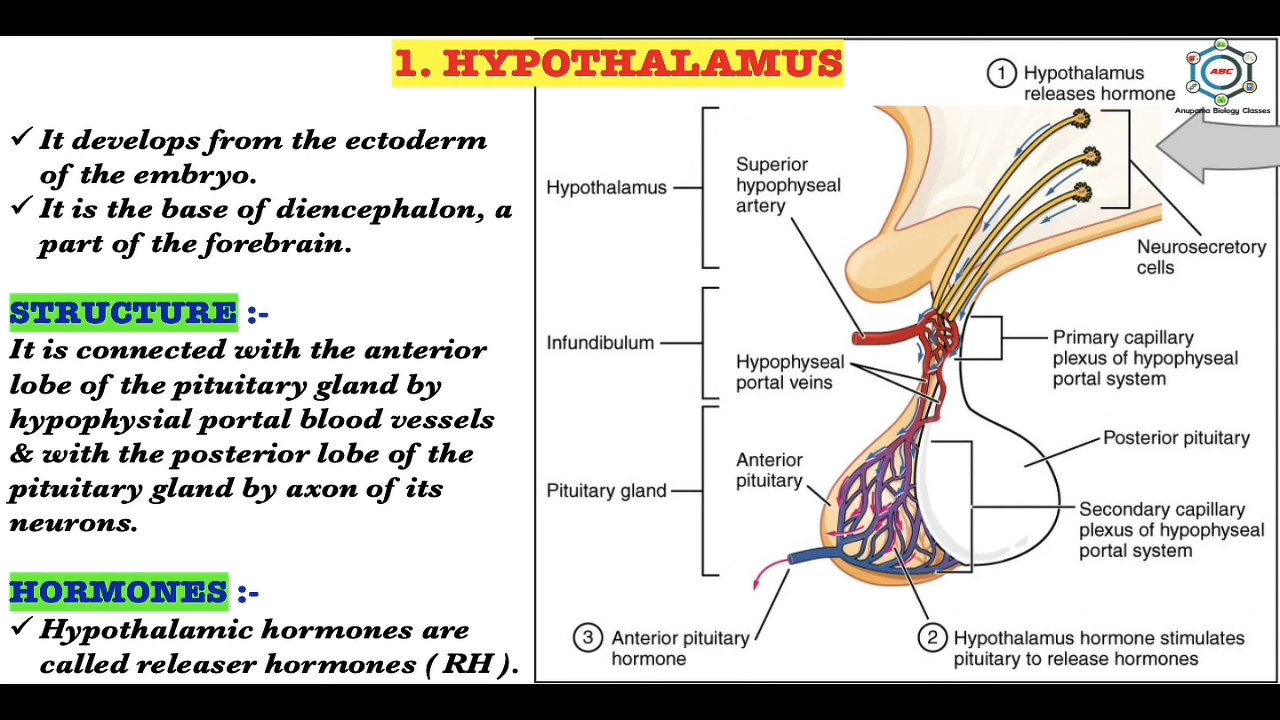 1. HYPOTHALAMUS
✓ It develops from the ectoderm
of the embryo.
✓ It is the base of diencephalon, a
part of the forebrain.
STRUCTURE :-
It is connected with the anterior
lobe of the pituitary gland by
hypophysial portal blood vessels
& with the posterior lobe of the
pituitary gland by axon of its
neurons.
HORMONES :-
✓ Hypothalamic hormones are
called releaser hormones ( RH ).
1 Hypothalamus
releases hormone
ABC
Anupama Biology Classes
Hypothalamus
Superior
hypophyseal
artery
Neurosecretory
cells
Infundibulum
Hypophyseal
portal veins
Primary capillary
plexus of hypophyseal
portal system
Pituitary gland
Anterior
pituitary
Posterior pituitary
Secondary capillary
plexus of hypophyseal
portal system
3 Anterior pituitary
hormone
2 Hypothalamus hormone stimulates
pituitary to release hormones